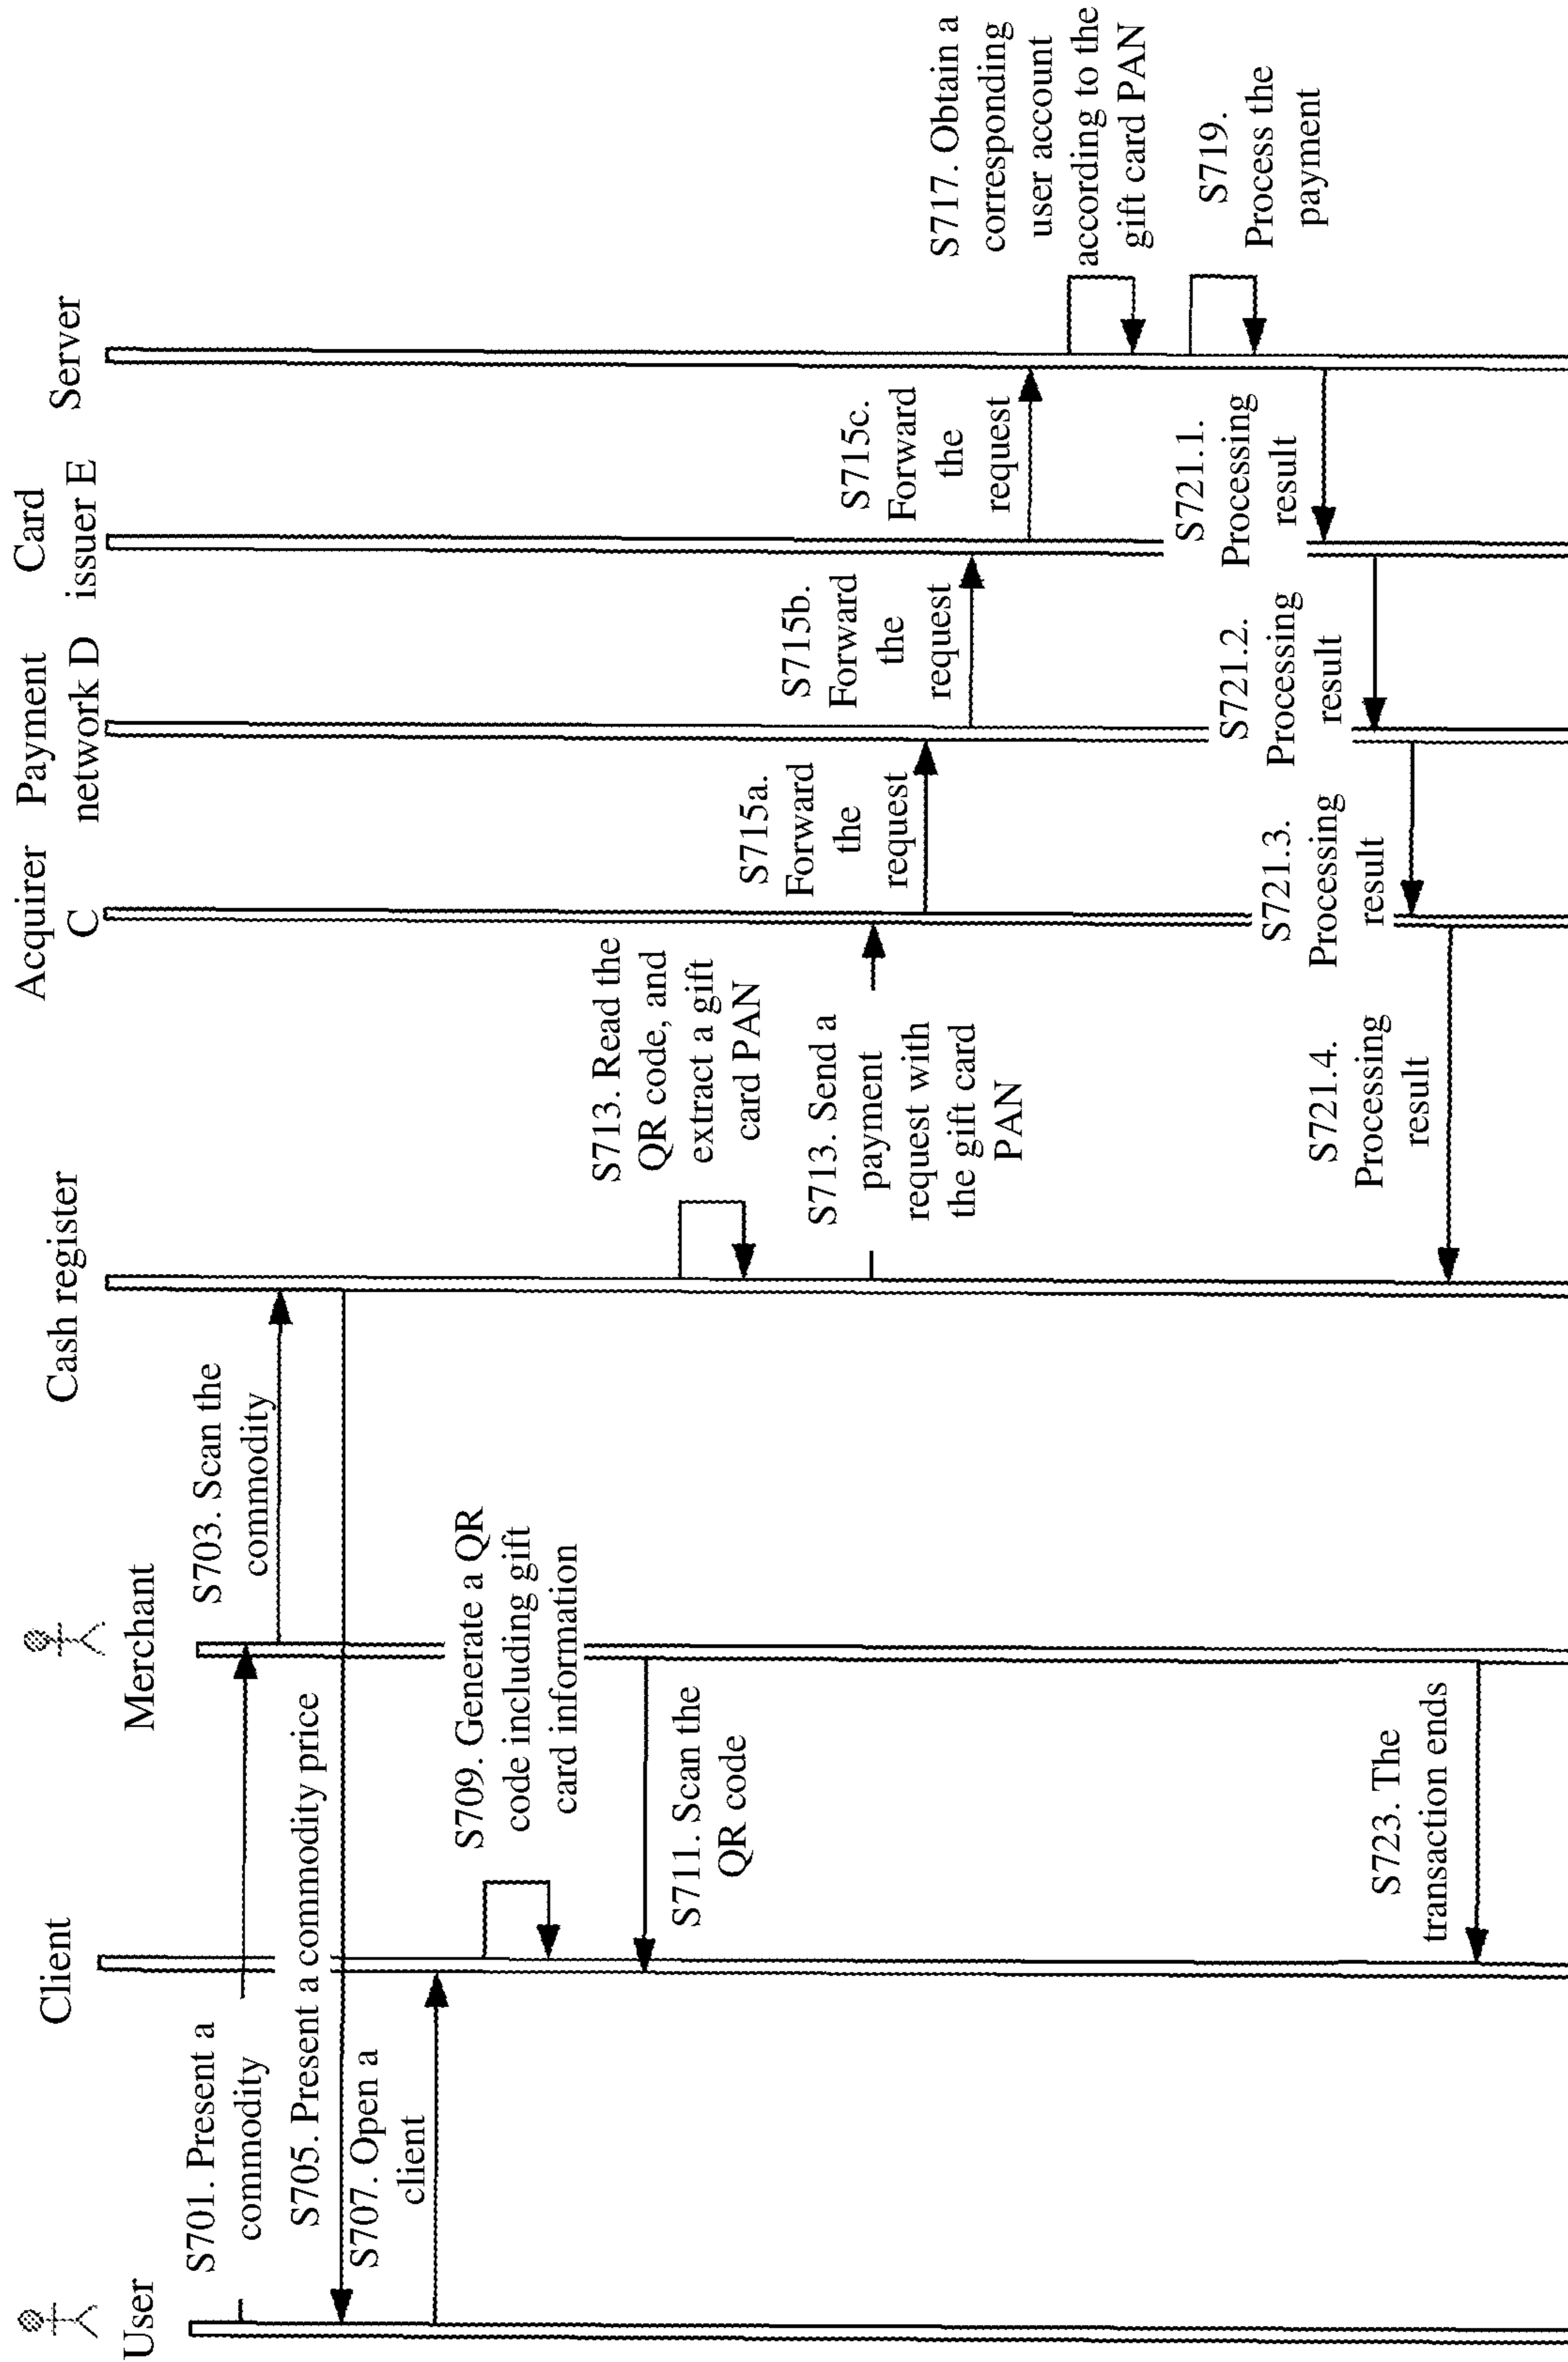 User
Client
Merchant
Cash register
Acquirer
C
Payment
network D
Card
issuer E
Server
S701. Present a
commodity
S703. Scan the
commodity
S705. Present a commodity price
S707. Open a
client
S709. Generate a QR
code including gift
card information
S711. Scan the
QR code
S713. Read the
QR code, and
extract a gift
card PAN
S713. Send a
payment
request with
the gift card
PAN
S715a.
Forward
the
request
S715b.
Forward
the
request
S715c.
Forward
the
request
S717. Obtain a
corresponding
user account
according to the
gift card PAN
S719.
Process the
payment
S721.1.
Processing
result
S721.2.
Processing
result
S721.3.
Processing
result
S721.4.
Processing
result
S723. The
transaction ends